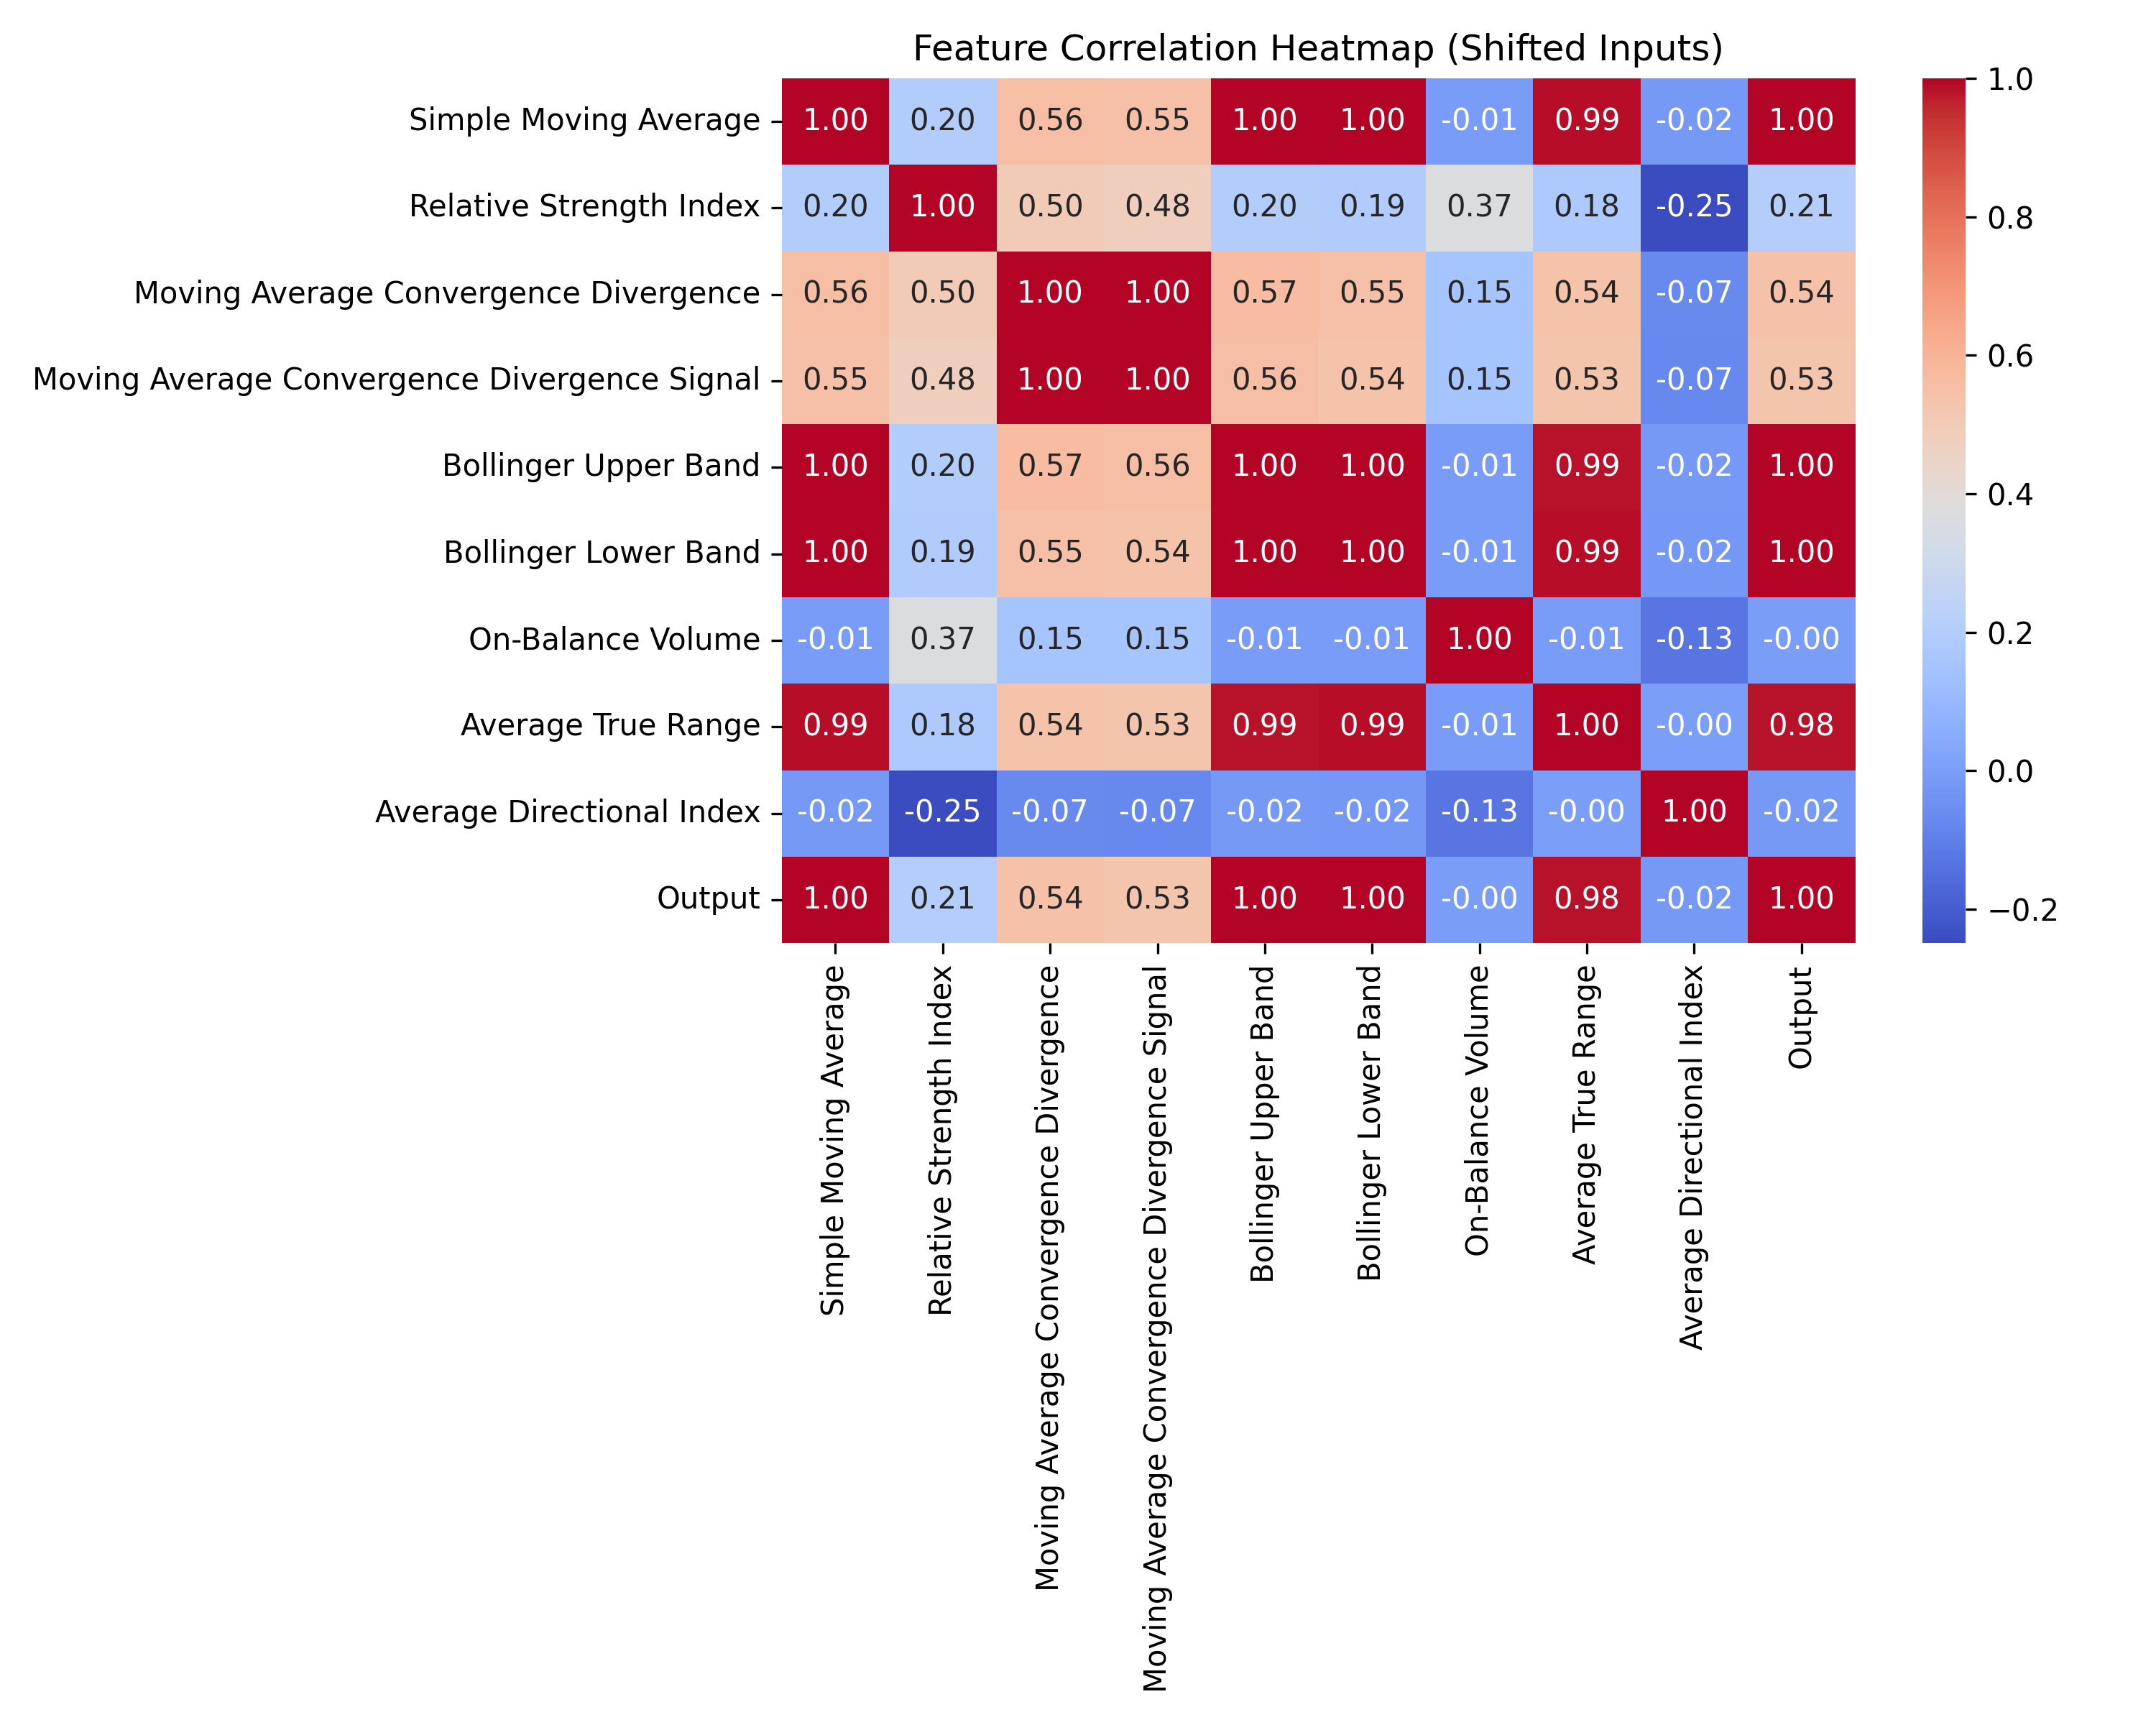 Feature Correlation Heatmap (Shifted Inputs)
Simple Moving Average 1.00 0.20 0.56 0.55 1.00 1.00 -0.01 0.99 -0.02 1.00
Relative Strength Index 0.20 1.00 0.50 0.48 0.20 0.19 0.37 0.18 -0.25 0.21
Moving Average Convergence Divergence 0.56 0.50 1.00 1.00 0.57 0.55 0.15 0.54 -0.07 0.54
Moving Average Convergence Divergence Signal 0.55 0.48 1.00 1.00 0.56 0.54 0.15 0.53 -0.07 0.53
Bollinger Upper Band 1.00 0.20 0.57 0.56 1.00 1.00 -0.01 0.99 -0.02 1.00
Bollinger Lower Band 1.00 0.19 0.55 0.54 1.00 1.00 -0.01 0.99 -0.02 1.00
On-Balance Volume -0.01 0.37 0.15 0.15 -0.01 -0.01 1.00 -0.01 -0.13 -0.00
Average True Range 0.99 0.18 0.54 0.53 0.99 0.99 -0.01 1.00 -0.00 0.98
Average Directional Index -0.02 -0.25 -0.07 -0.07 -0.02 -0.02 -0.13 -0.00 1.00 -0.02
Output 1.00 0.21 0.54 0.53 1.00 1.00 -0.00 0.98 -0.02 1.00
Simple Moving Average
Relative Strength Index
Moving Average Convergence Divergence
Moving Average Convergence Divergence Signal
Bollinger Upper Band
Bollinger Lower Band
On-Balance Volume
Average True Range
Average Directional Index
Output
1.0
0.8
0.6
0.4
0.2
0.0
−0.2